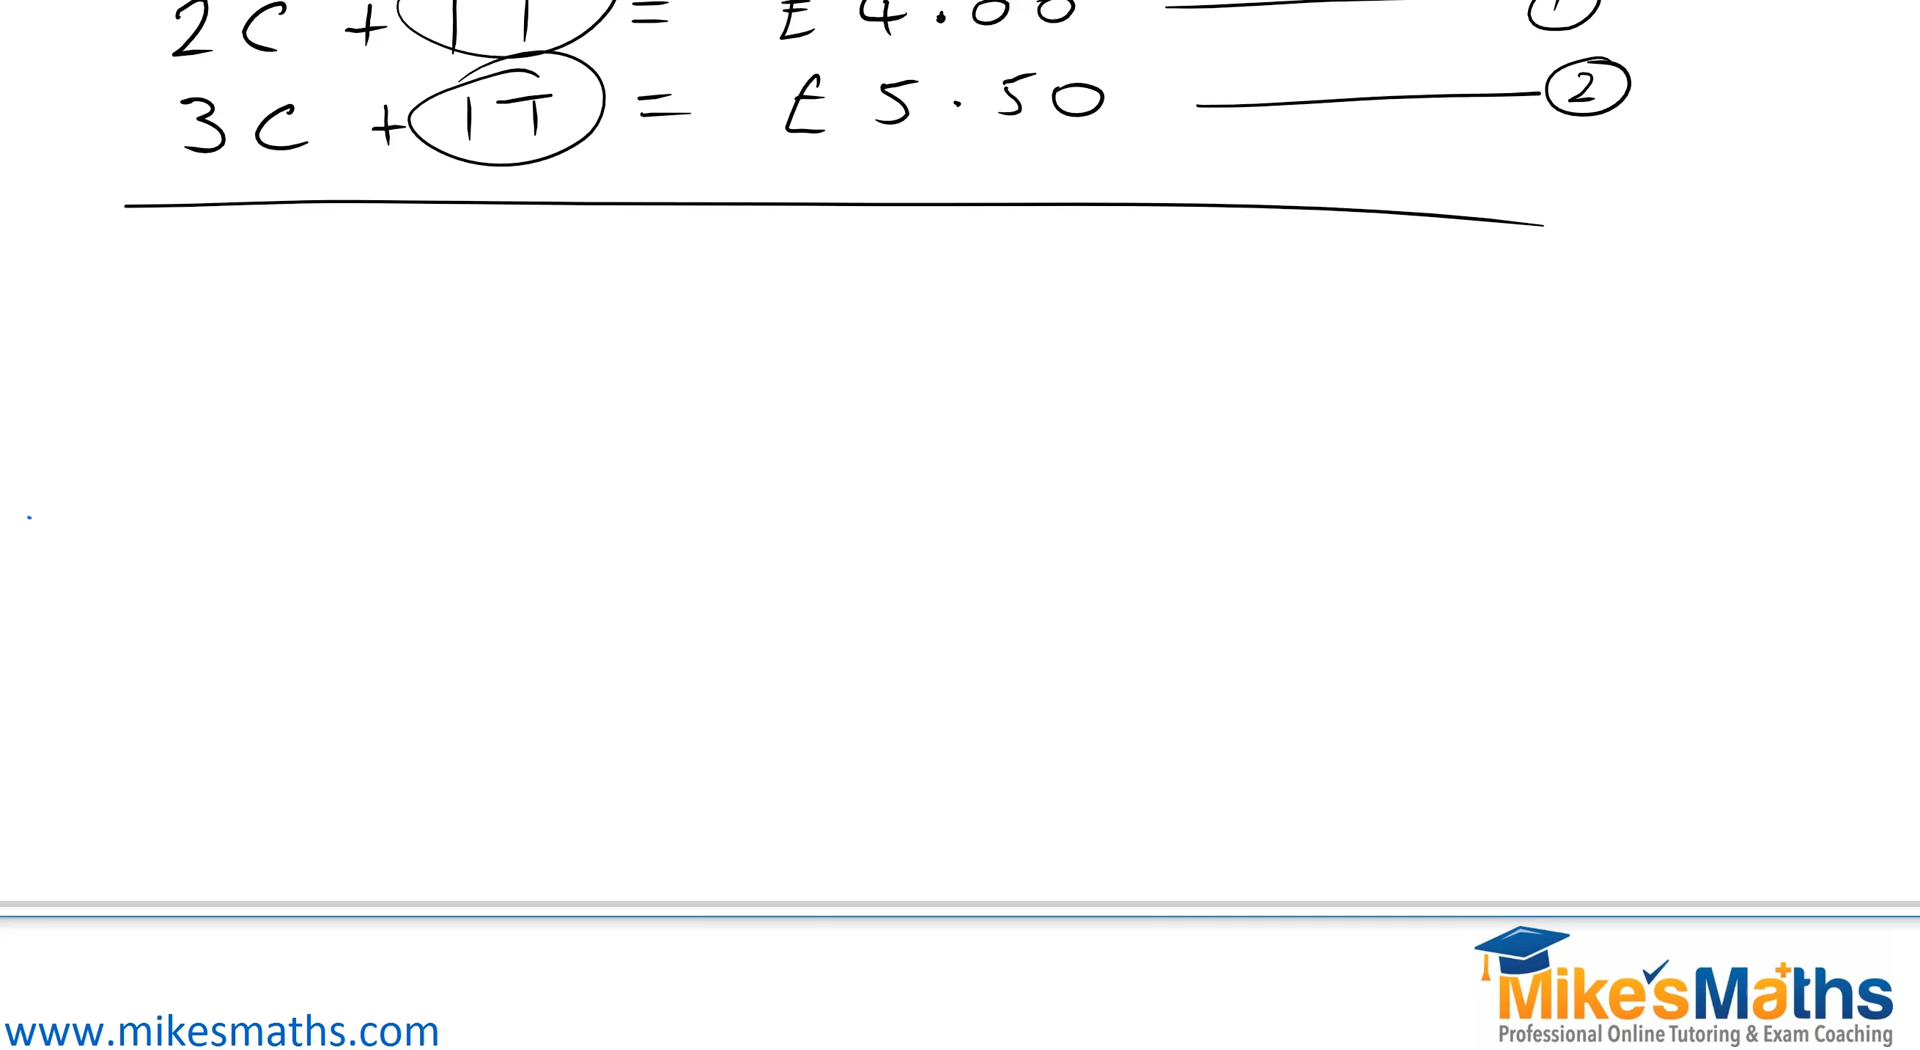 2C + 1T = £4.00 ①
3C + 1T = £5.50 ②
www.mikesmaths.com
Mike's Maths
Professional Online Tutoring & Exam Coaching